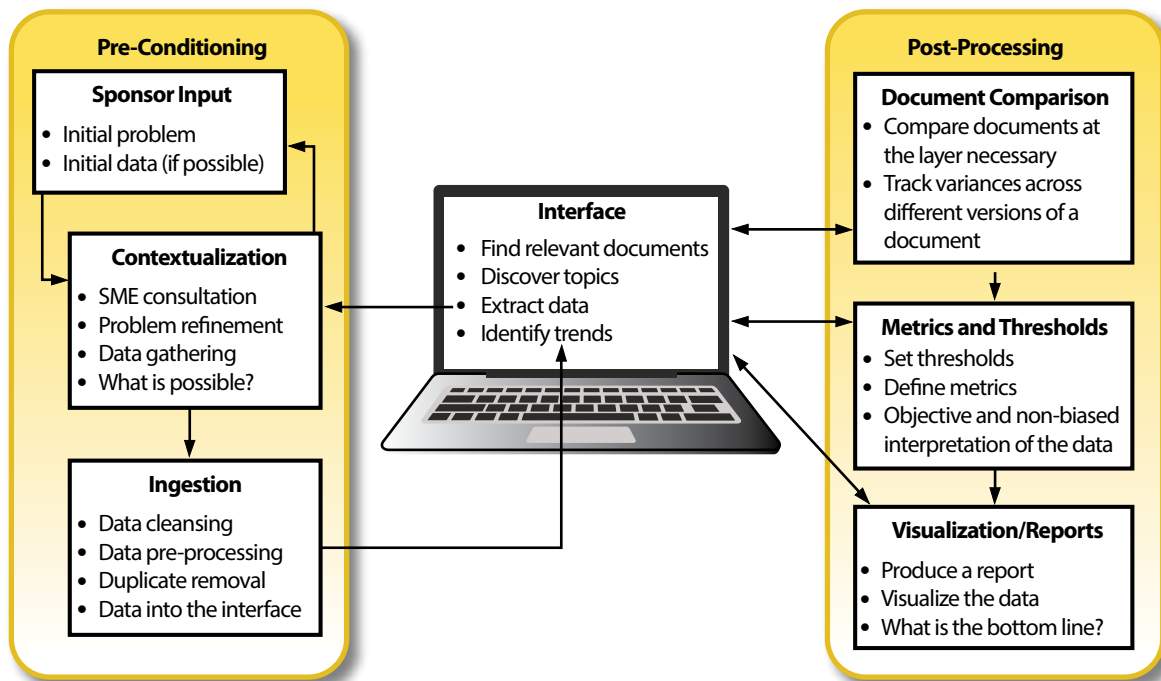 Pre-Conditioning
Sponsor Input
• Initial problem
• Initial data (if possible)
Contextualization
• SME consultation
• Problem refinement
• Data gathering
• What is possible?
Ingestion
• Data cleansing
• Data pre-processing
• Duplicate removal
• Data into the interface
Interface
• Find relevant documents
• Discover topics
• Extract data
• Identify trends
Post-Processing
Document Comparison
• Compare documents at
the layer necessary
• Track variances across
different versions of a
document
Metrics and Thresholds
• Set thresholds
• Define metrics
• Objective and non-biased
interpretation of the data
Visualization/Reports
• Produce a report
• Visualize the data
• What is the bottom line?